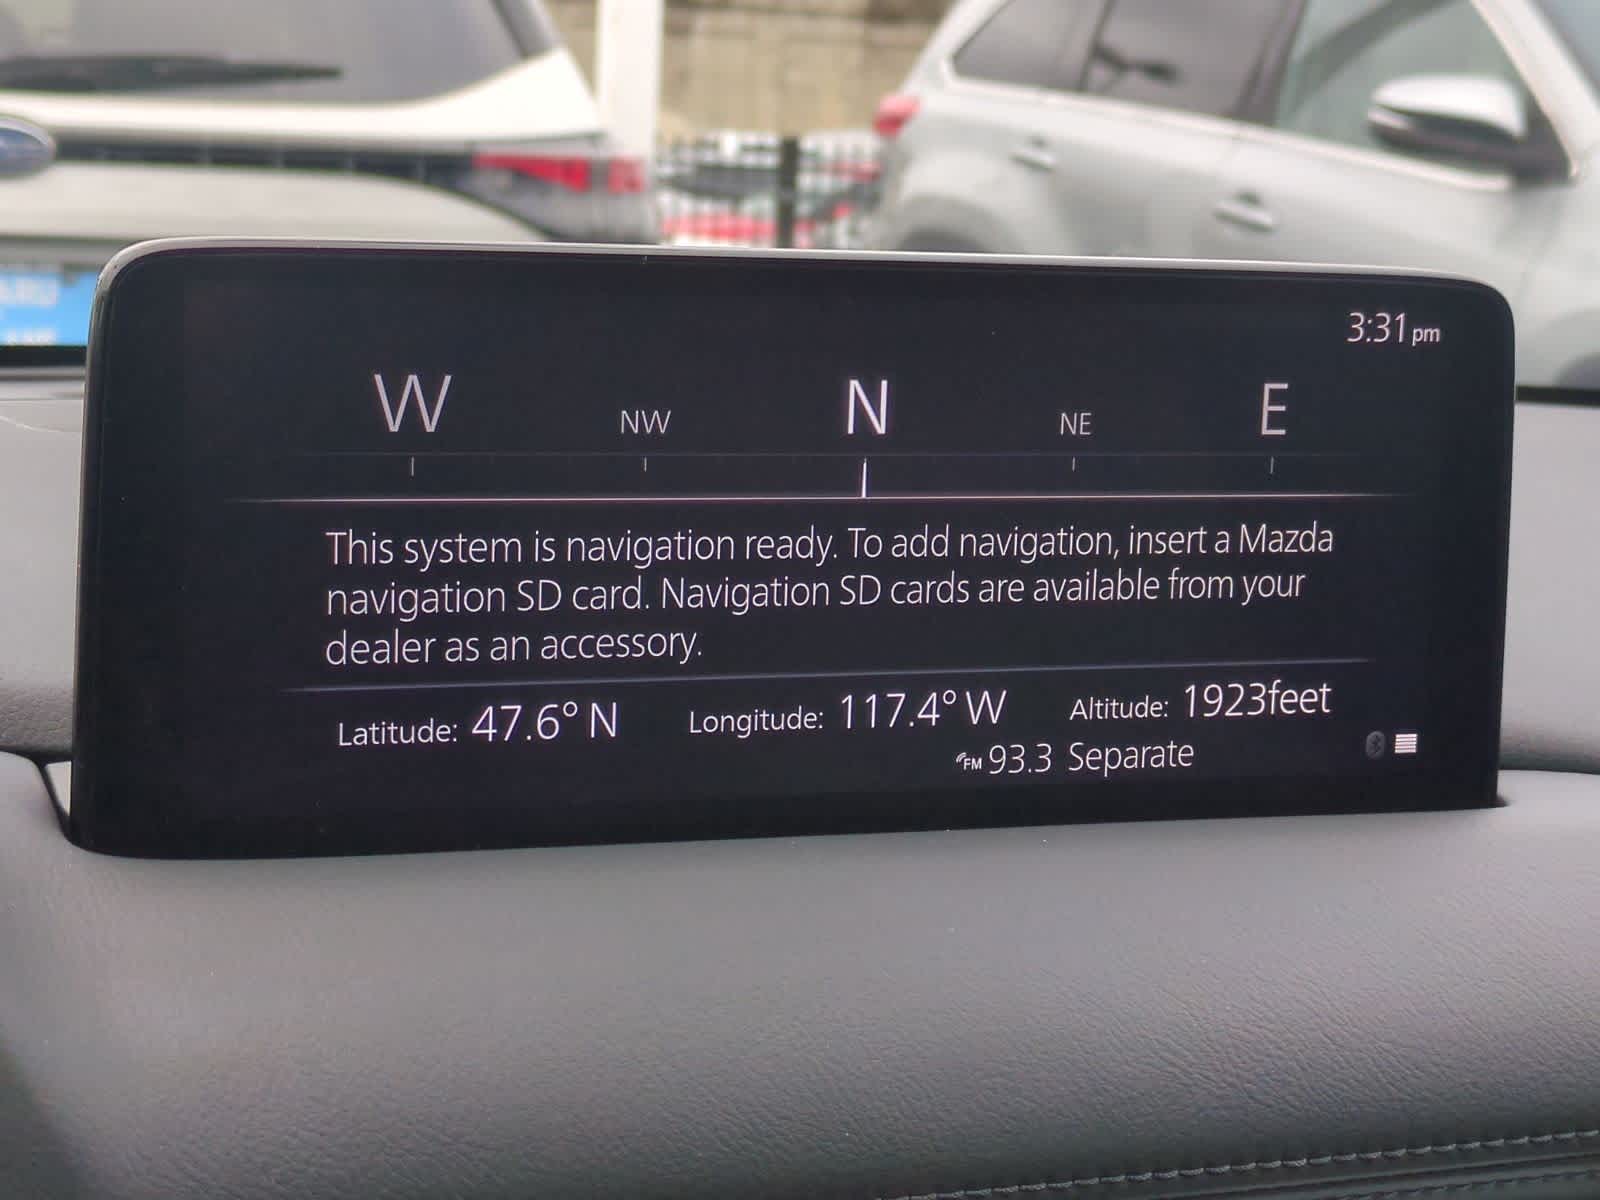 3:31 pm
W NW N NE E
This system is navigation ready. To add navigation, insert a Mazda
navigation SD card. Navigation SD cards are available from your
dealer as an accessory.
Latitude: 47.6° N Longitude: 117.4° W Altitude: 1923feet
FM 93.3 Separate